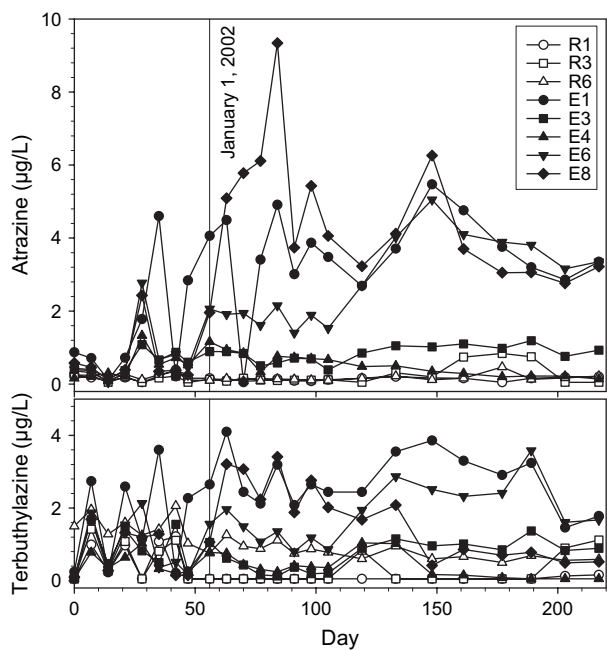 10
8
6
4
2
0
Atrazine (µg/L)
January 1, 2002
R1
R3
R6
E1
E3
E4
E6
E8
4
2
0
Terbuthylazine (µg/L)
0
50
100
150
200
Day